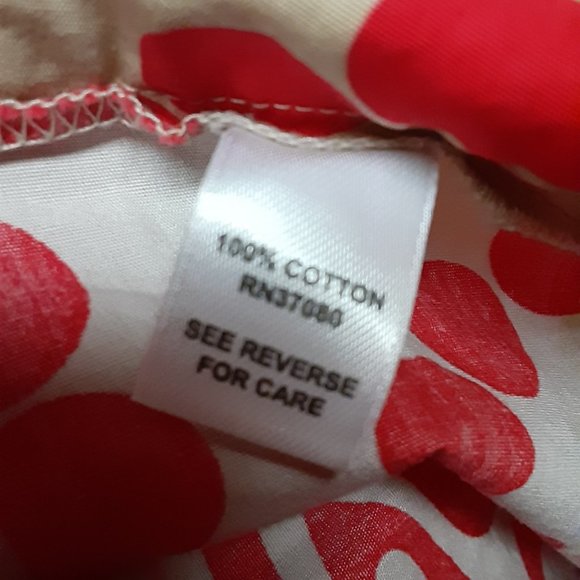 100% COTTON
RN37080
SEE REVERSE
FOR CARE